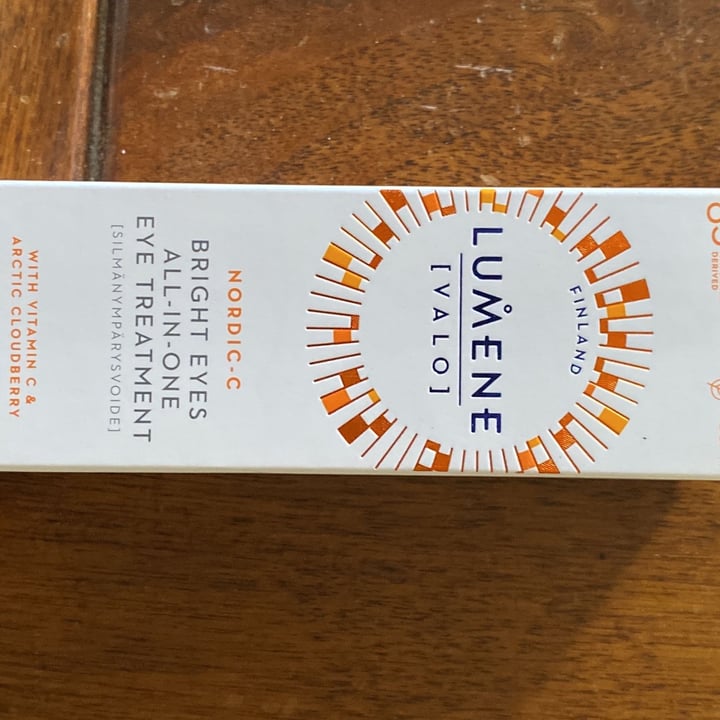 DERIVED
FINLAND
LUMENE
[VALO]
NORDIC-C
BRIGHT EYES
ALL-IN-ONE
EYE TREATMENT
[SILMÄNYMPÄRYSVOIDE]
WITH VITAMIN C &
ARCTIC CLOUDBERRY